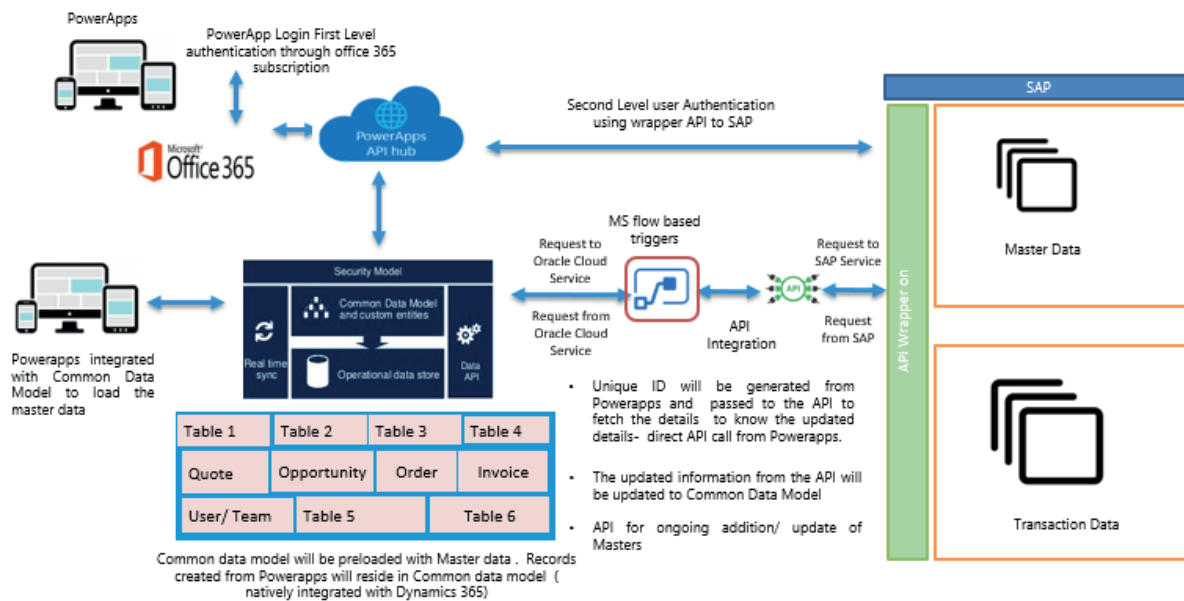 PowerApps
PowerApp Login First Level
authentication through office 365
subscription
Microsoft
Office 365
PowerApps
API hub
Second Level user Authentication
using wrapper API to SAP
SAP
API Wrapper on
Master Data
Transaction Data
MS flow based
triggers
Request to
Oracle Cloud
Service
Request from
Oracle Cloud
Service
API
API
Integration
Request to
SAP Service
Request
from SAP
Security Model
Real time
sync
Common Data Model
and custom entities
Operational data store
Data
API
Powerapps integrated
with Common Data
Model to load the
master data
Table 1
Table 2
Table 3
Table 4
Quote
Opportunity
Order
Invoice
User/ Team
Table 5
Table 6
Common data model will be preloaded with Master data . Records
created from Powerapps will reside in Common data model (
natively integrated with Dynamics 365)
▪ Unique ID will be generated from
Powerapps and passed to the API to
fetch the details to know the updated
details- direct API call from Powerapps.
▪ The updated information from the API will
be updated to Common Data Model
▪ API for ongoing addition/ update of
Masters